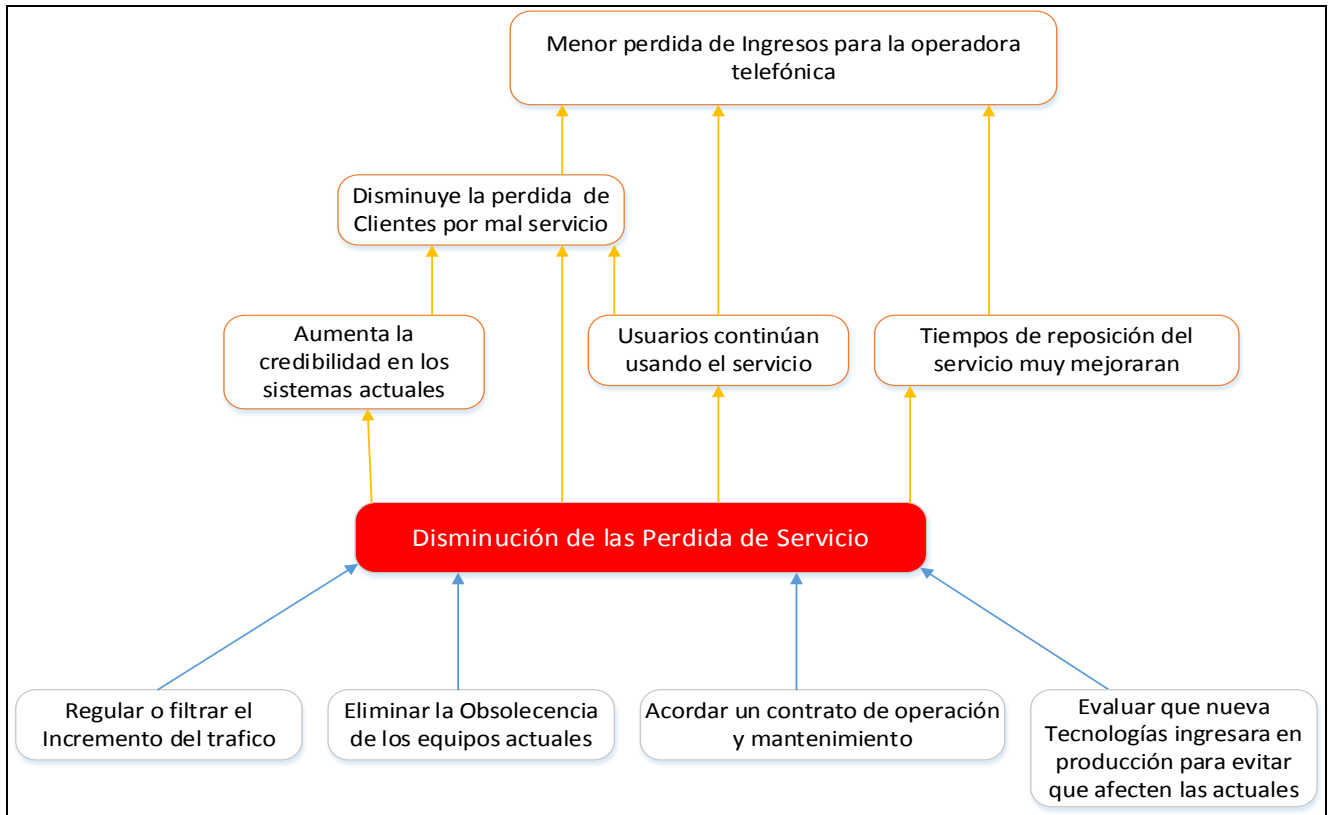 Menor perdida de Ingresos para la operadora
telefónica
Disminuye la perdida de
Clientes por mal servicio
Aumenta la
credibilidad en los
sistemas actuales
Usuarios continúan
usando el servicio
Tiempos de reposición del
servicio muy mejoraran
Disminución de las Perdida de Servicio
Regular o filtrar el
Incremento del trafico
Eliminar la Obsolecencia
de los equipos actuales
Acordar un contrato de operación
y mantenimiento
Evaluar que nueva
Tecnologías ingresara en
producción para evitar
que afecten las actuales